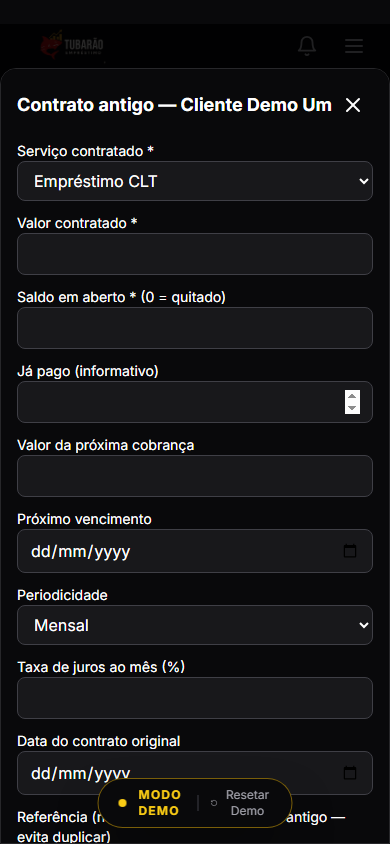 TUBARÃO
Contrato antigo — Cliente Demo Um
Serviço contratado *
Empréstimo CLT
Valor contratado *
Saldo em aberto * (0 = quitado)
Já pago (informativo)
Valor da próxima cobrança
Próximo vencimento
dd/mm/yyyy
Periodicidade
Mensal
Taxa de juros ao mês (%)
Data do contrato original
dd/mm/yyyy
MODO DEMO
Resetar Demo
Referência antigo —
evita duplicar)